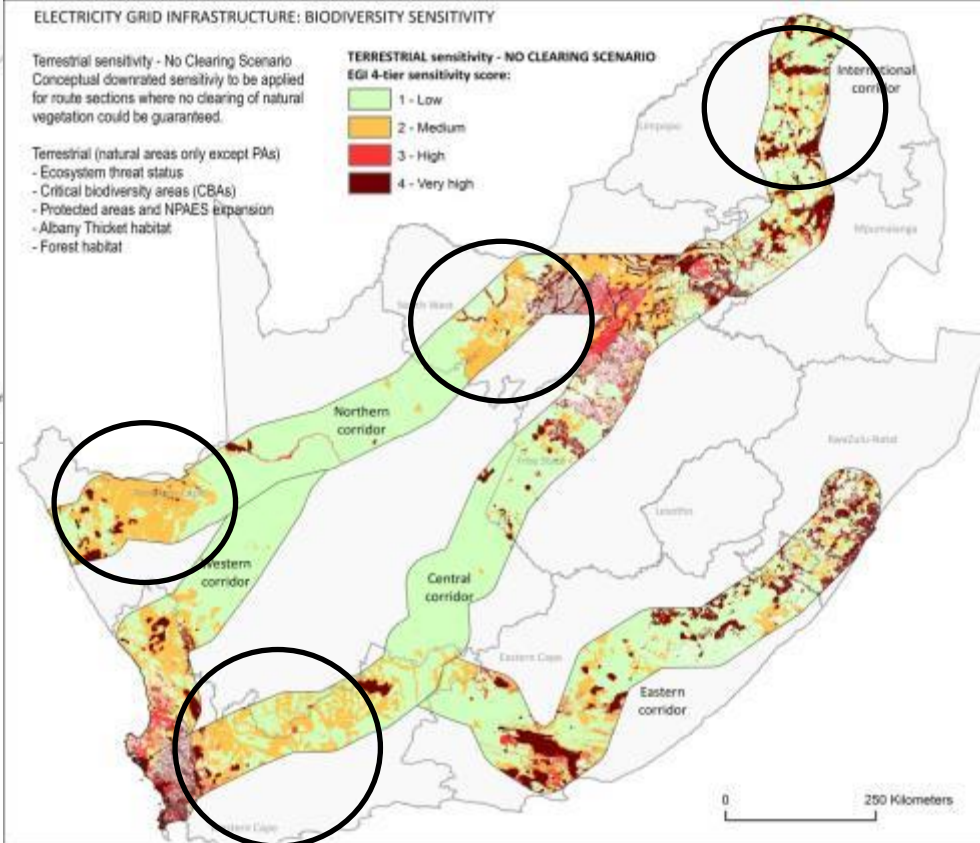 ELECTRICITY GRID INFRASTRUCTURE: BIODIVERSITY SENSITIVITY
Terrestrial sensitivity - No Clearing Scenario
Conceptual downrated sensitiviy to be applied
for route sections where no clearing of natural
vegetation could be guaranteed.
Terrestrial (natural areas only except PAs)
- Ecosystem threat status
- Critical biodiversity areas (CBAs)
- Protected areas and NPAES expansion
- Albany Thicket habitat
- Forest habitat
TERRESTRIAL sensitivity - NO CLEARING SCENARIO
EGI 4-tier sensitivity score:
1 - Low
2 - Medium
3 - High
4 - Very high
International
corridor
Limpopo
Mpumalanga
North West
Northern
corridor
KwaZulu-Natal
Free State
Northern Cape
Lesotho
Western
corridor
Central
corridor
Eastern Cape
Eastern
corridor
0 250 Kilometers
Western Cape